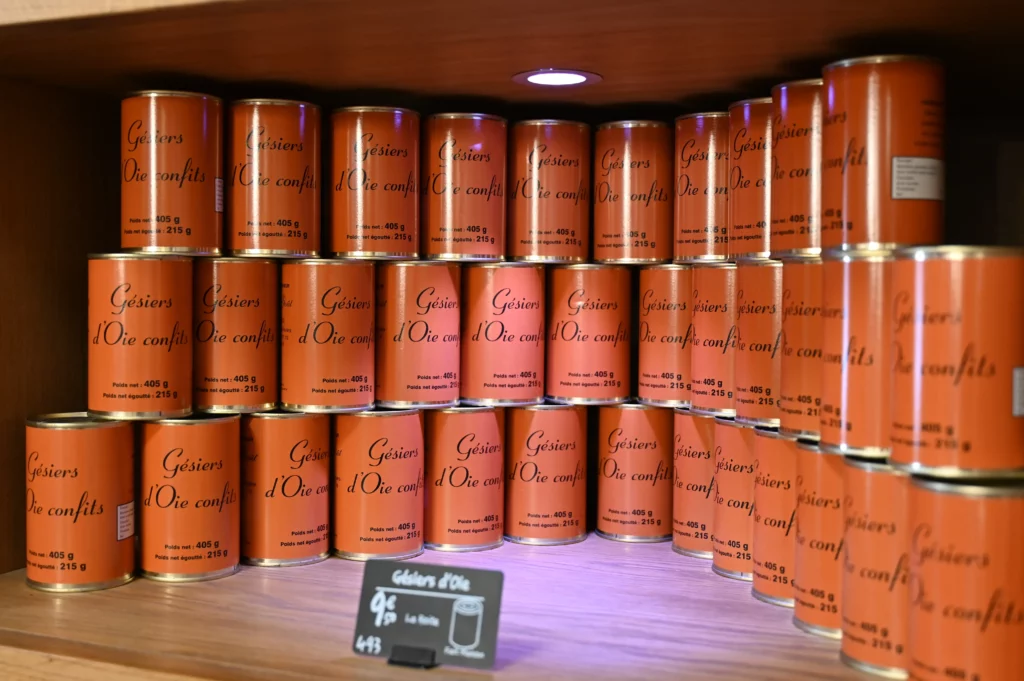 Gésiers
d'Oie confits
Poids net : 405 g
Poids net égoutté : 215 g
Gésiers d'Oie
9€50
La Boîte
493